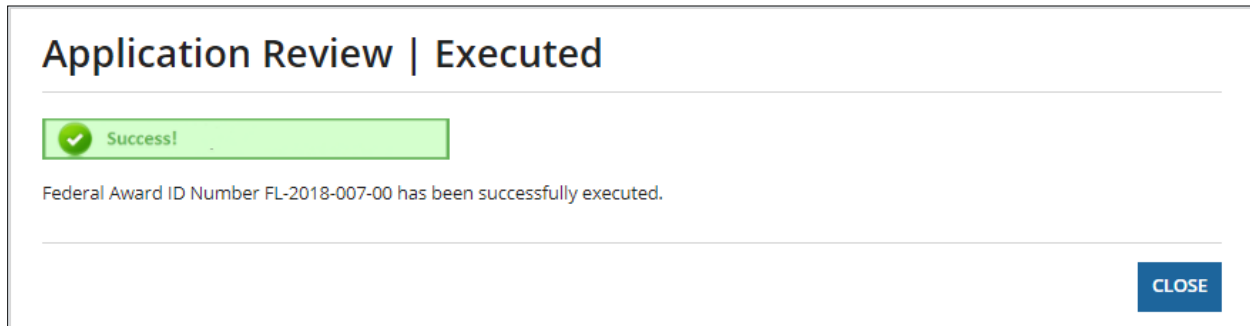 Application Review | Executed
Success!
Federal Award ID Number FL-2018-007-00 has been successfully executed.
CLOSE